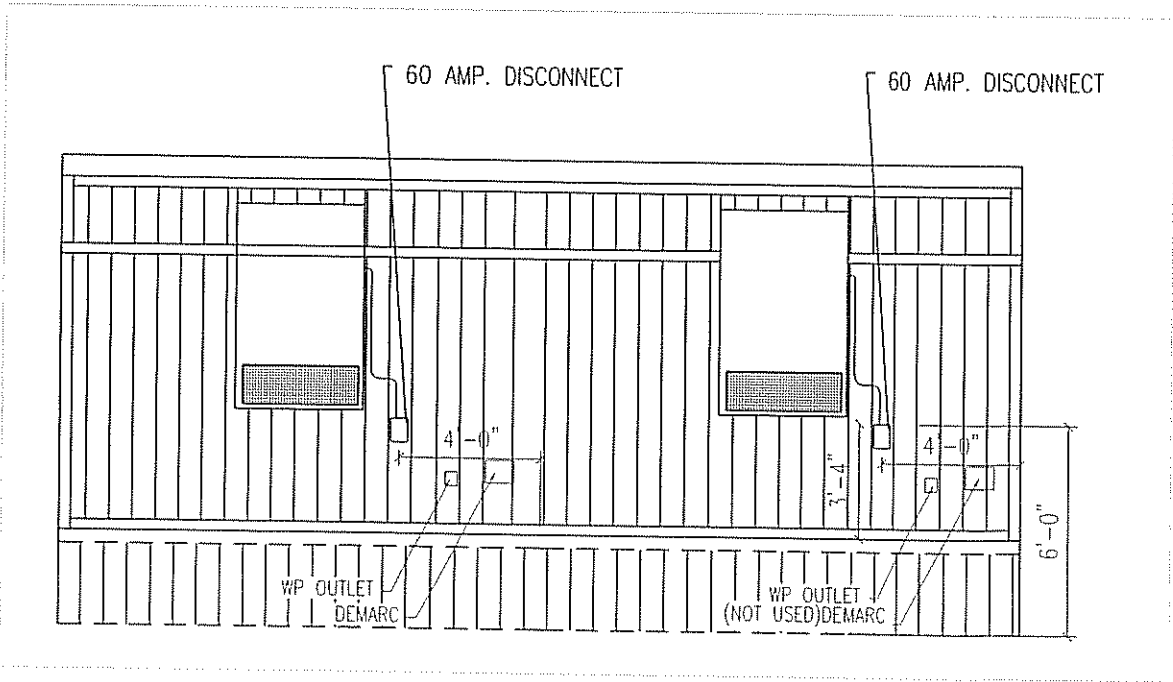 60 AMP. DISCONNECT
60 AMP. DISCONNECT
4'-0"
4'-0"
3'-4"
6'-0"
WP OUTLET
DEMARC
WP OUTLET
(NOT USED)DEMARC